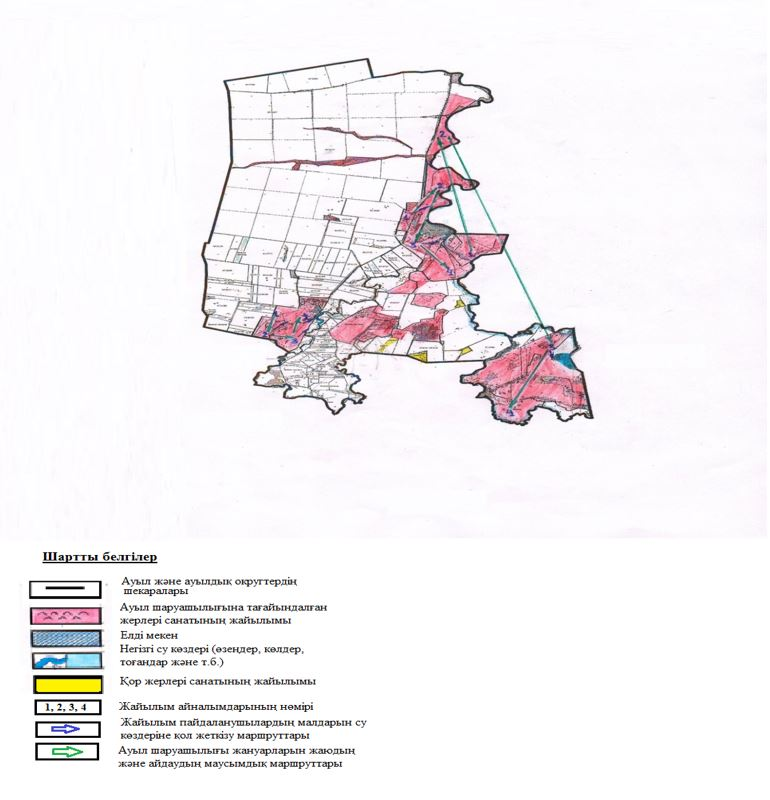 Шартты белгілер
Ауыл және ауылдық округтердің
шекаралары
Ауыл шаруашылығына тағайындалған
жерлері санатының жайылымы
Елді мекен
Негізгі су көздері (өзеңдер, көлдер,
тоғандар және т.б.)
Қор жерлері санатының жайылымы
1, 2, 3, 4 Жайылым айналымдарының нөмірі
Жайылым пайдаланушылардың малдарын су
көздеріне қол жеткізу маршруттары
Ауыл шаруашылығы жануарларын жаюдың
және айдаудың маусымдық маршруттары